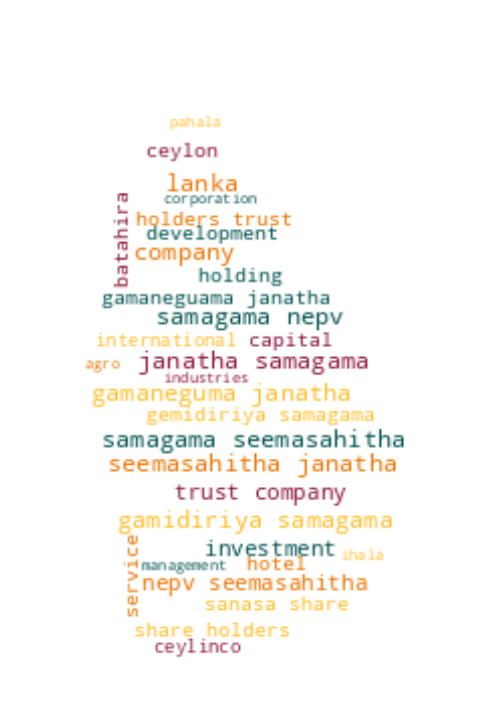 pahala
ceylon
lanka
corporation
batahira
holders trust
development
company
holding
gamaneguama janatha
samagama nepv
international capital
agro
janatha samagama
industries
gamaneguma janatha
gemidiriya samagama
samagama seemasahitha
seemasahitha janatha
trust company
gamidiriya samagama
service
investment
ihala
management
hotel
nepv seemasahitha
sanasa share
share holders
ceylinco